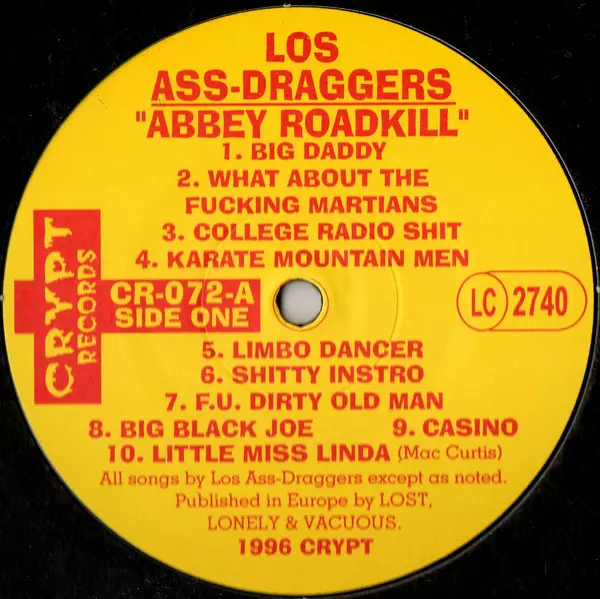 LOS
ASS-DRAGGERS
"ABBEY ROADKILL"
1. BIG DADDY
2. WHAT ABOUT THE
FUCKING MARTIANS
3. COLLEGE RADIO SHIT
4. KARATE MOUNTAIN MEN
CRYPT
RECORDS
CR-072-A
SIDE ONE
LC 2740
5. LIMBO DANCER
6. SHITTY INSTRO
7. F.U. DIRTY OLD MAN
8. BIG BLACK JOE 9. CASINO
10. LITTLE MISS LINDA (Mac Curtis)
All songs by Los Ass-Draggers except as noted.
Published in Europe by LOST,
LONELY & VACUOUS.
1996 CRYPT